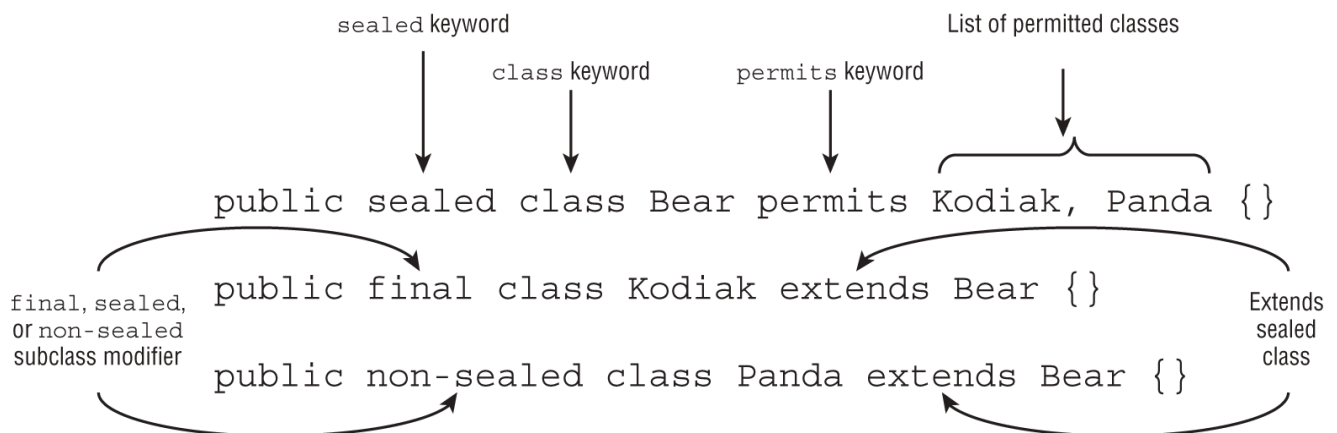 sealed keyword
List of permitted classes
class keyword
permits keyword
public sealed class Bear permits Kodiak, Panda {}
public final class Kodiak extends Bear {}
final, sealed,
or non-sealed
subclass modifier
Extends
sealed
class
public non-sealed class Panda extends Bear {}